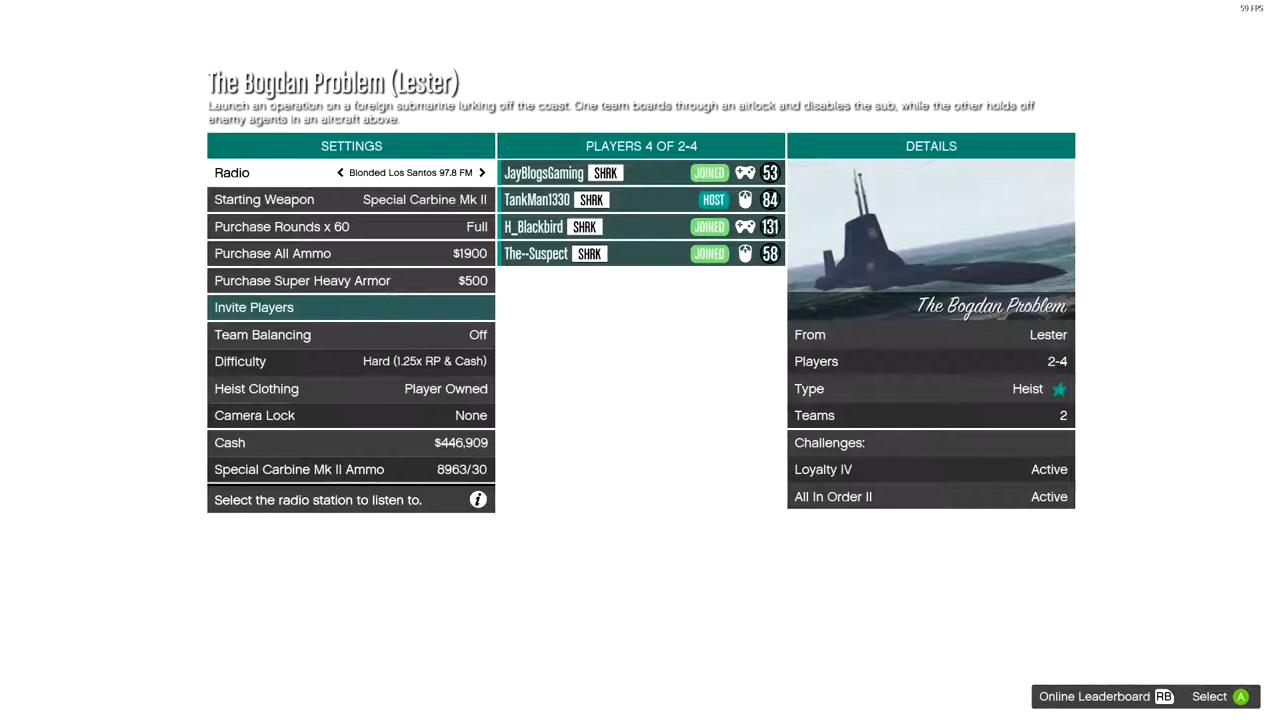 59 FPS
The Bogdan Problem (Lester)
Launch an operation on a foreign submarine lurking off the coast. One team boards through an airlock and disables the sub, while the other holds off
enemy agents in an aircraft above.
SETTINGS
Radio Blonded Los Santos 97.8 FM
Starting Weapon Special Carbine Mk II
Purchase Rounds x 60 Full
Purchase All Ammo $1900
Purchase Super Heavy Armor $500
Invite Players
Team Balancing Off
Difficulty Hard (1.25x RP & Cash)
Heist Clothing Player Owned
Camera Lock None
Cash $446,909
Special Carbine Mk II Ammo 8963/30
Select the radio station to listen to.
PLAYERS 4 OF 2-4
JayBlogsGaming SHRK JOINED 53
TankMan1330 SHRK HOST 84
H_Blackbird SHRK JOINED 131
The--Suspect SHRK JOINED 58
DETAILS
The Bogdan Problem
From Lester
Players 2-4
Type Heist
Teams 2
Challenges:
Loyalty IV Active
All In Order II Active
Online Leaderboard RB Select A